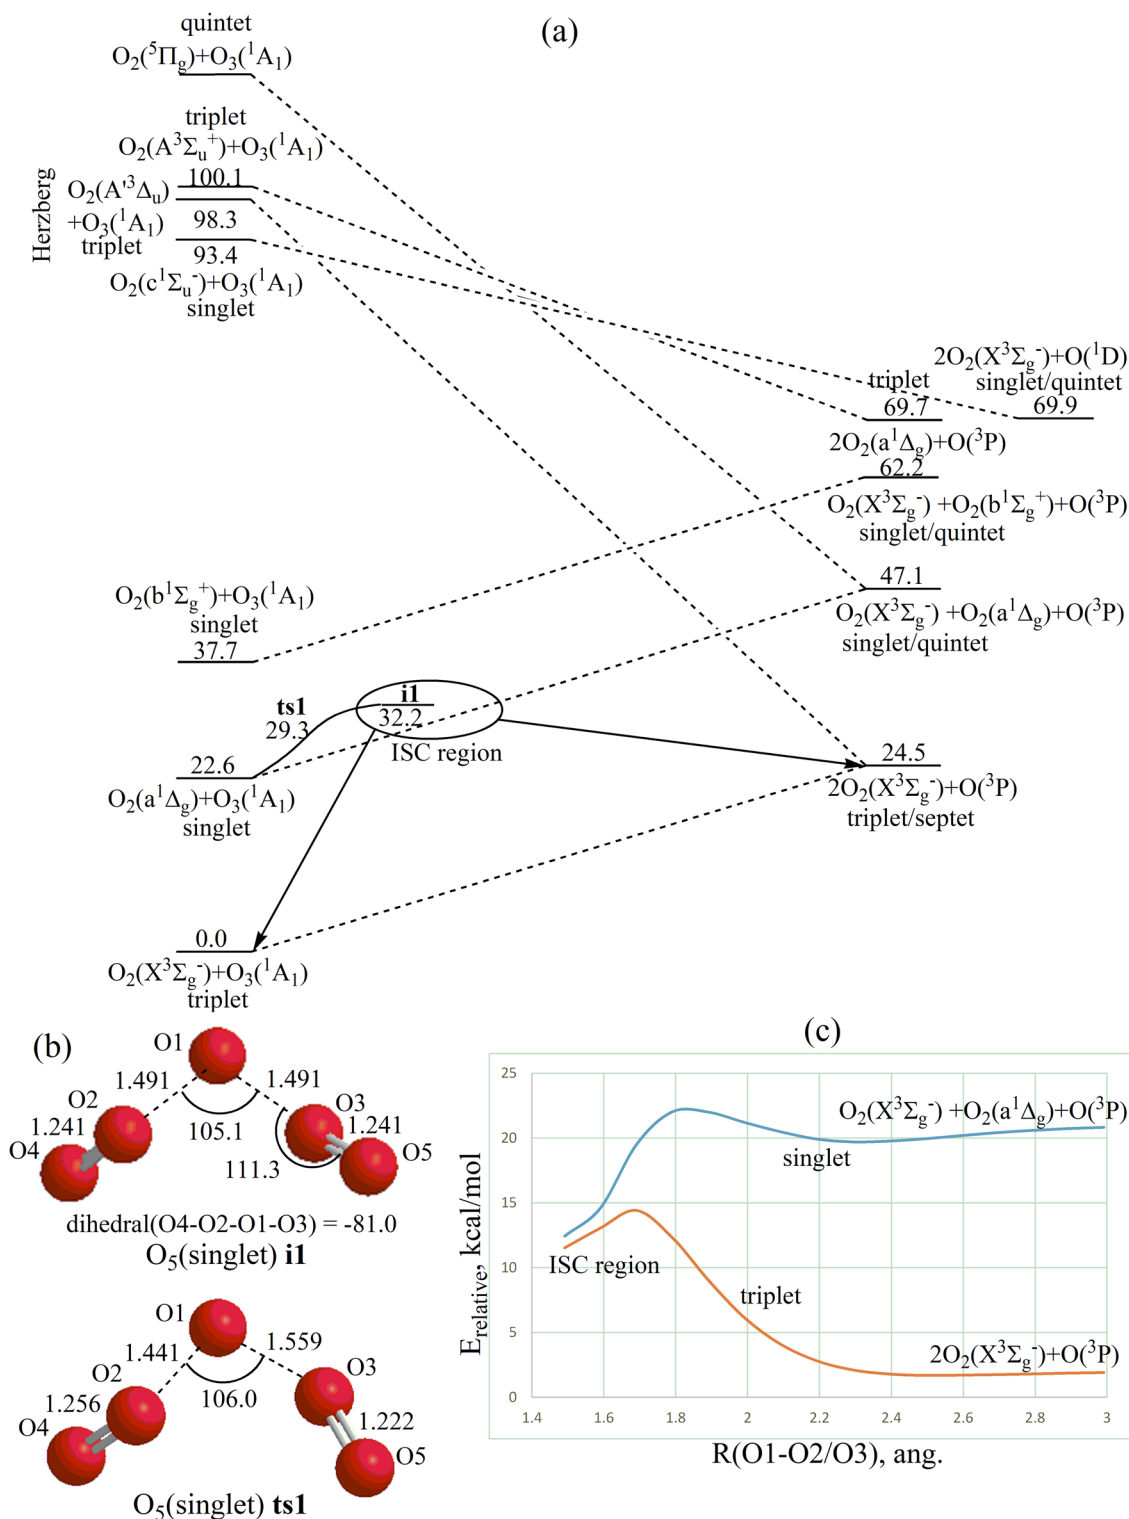 (a)
quintet
O₂(⁵Πg)+O₃(¹A₁)
triplet
O₂(A³Σᵤ⁺)+O₃(¹A₁)
100.1
Herzberg
O₂(A'³Δᵤ)
+O₃(¹A₁)
triplet
98.3
93.4
O₂(c¹Σᵤ⁻)+O₃(¹A₁)
singlet
2O₂(X³Σg⁻)+O(¹D)
singlet/quintet
69.9
triplet
69.7
2O₂(a¹Δg)+O(³P)
62.2
O₂(X³Σg⁻) +O₂(b¹Σg⁺)+O(³P)
singlet/quintet
O₂(b¹Σg⁺)+O₃(¹A₁)
singlet
37.7
47.1
O₂(X³Σg⁻) +O₂(a¹Δg)+O(³P)
singlet/quintet
ts1
29.3
i1
32.2
ISC region
22.6
O₂(a¹Δg)+O₃(¹A₁)
singlet
24.5
2O₂(X³Σg⁻)+O(³P)
triplet/septet
0.0
O₂(X³Σg⁻)+O₃(¹A₁)
triplet
(b)
O1
1.491
1.491
O2
O3
1.241
105.1
1.241
O4
O5
111.3
dihedral(O4-O2-O1-O3) = -81.0
O₅(singlet) i1
O1
1.441
1.559
O2
O3
1.256
106.0
1.222
O4
O5
O₅(singlet) ts1
(c)
Erelative, kcal/mol
25
20
15
10
5
0
O₂(X³Σg⁻) +O₂(a¹Δg)+O(³P)
singlet
ISC region
triplet
2O₂(X³Σg⁻)+O(³P)
1.4 1.6 1.8 2.0 2.2 2.4 2.6 2.8 3
R(O1-O2/O3), ang.